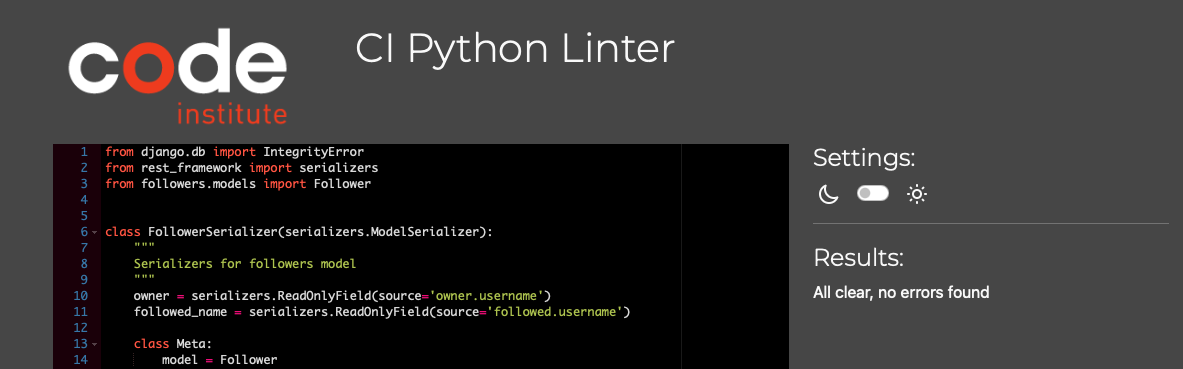 code
institute
CI Python Linter
1 from django.db import IntegrityError
2 from rest_framework import serializers
3 from followers.models import Follower
4
5
6 class FollowerSerializer(serializers.ModelSerializer):
7 """
8 Serializers for followers model
9 """
10 owner = serializers.ReadOnlyField(source='owner.username')
11 followed_name = serializers.ReadOnlyField(source='followed.username')
12
13 class Meta:
14 model = Follower
Settings:
Results:
All clear, no errors found